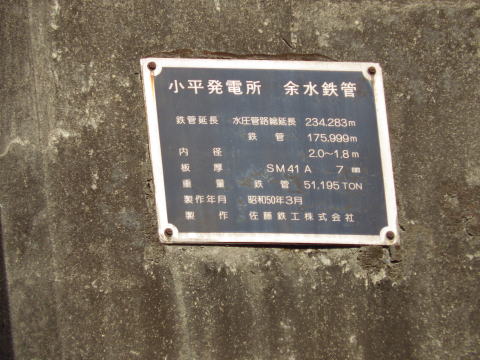 小平発電所 余水鉄管
鉄管延長 水圧管路総延長 234.283m
鉄管 175.999m
内径 2.0〜1.8m
板厚 SM41A 7mm
重量 鉄管 51.195TON
製作年月 昭和50年3月
製作 佐藤鉄工株式会社